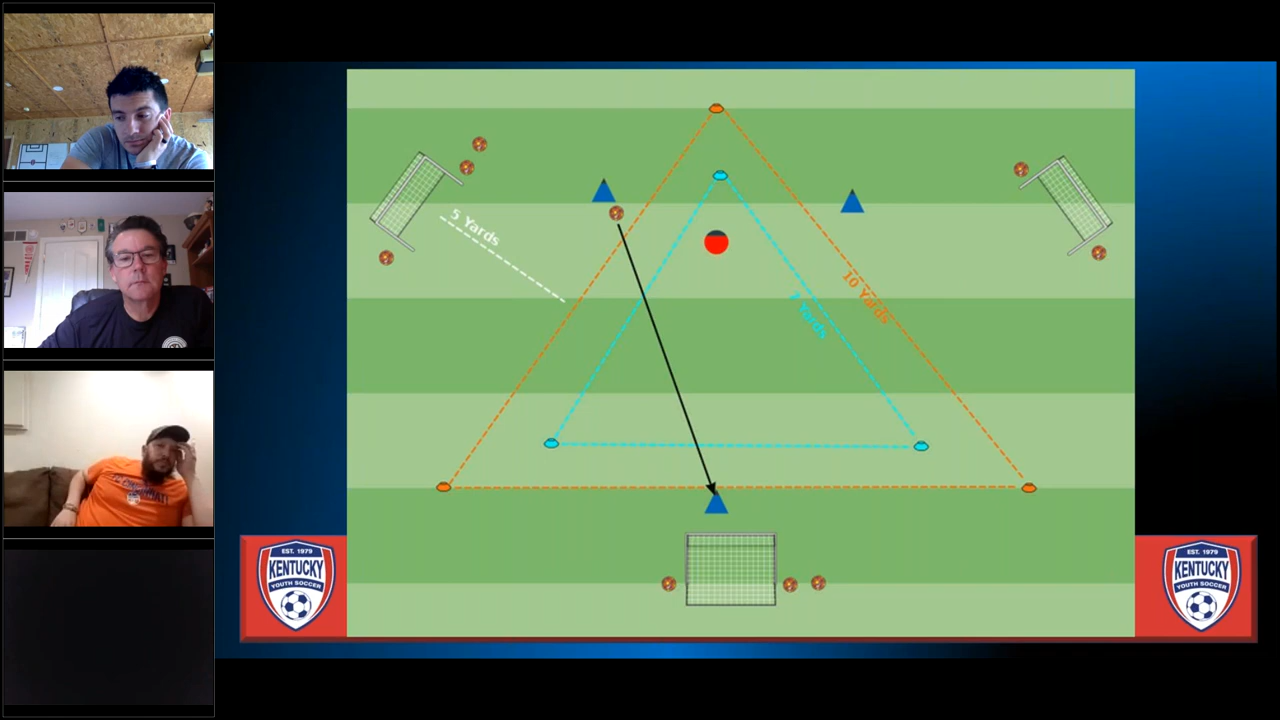 5 Yards
10 Yards
7 Yards
EST. 1979
KENTUCKY
YOUTH SOCCER
EST. 1979
KENTUCKY
YOUTH SOCCER